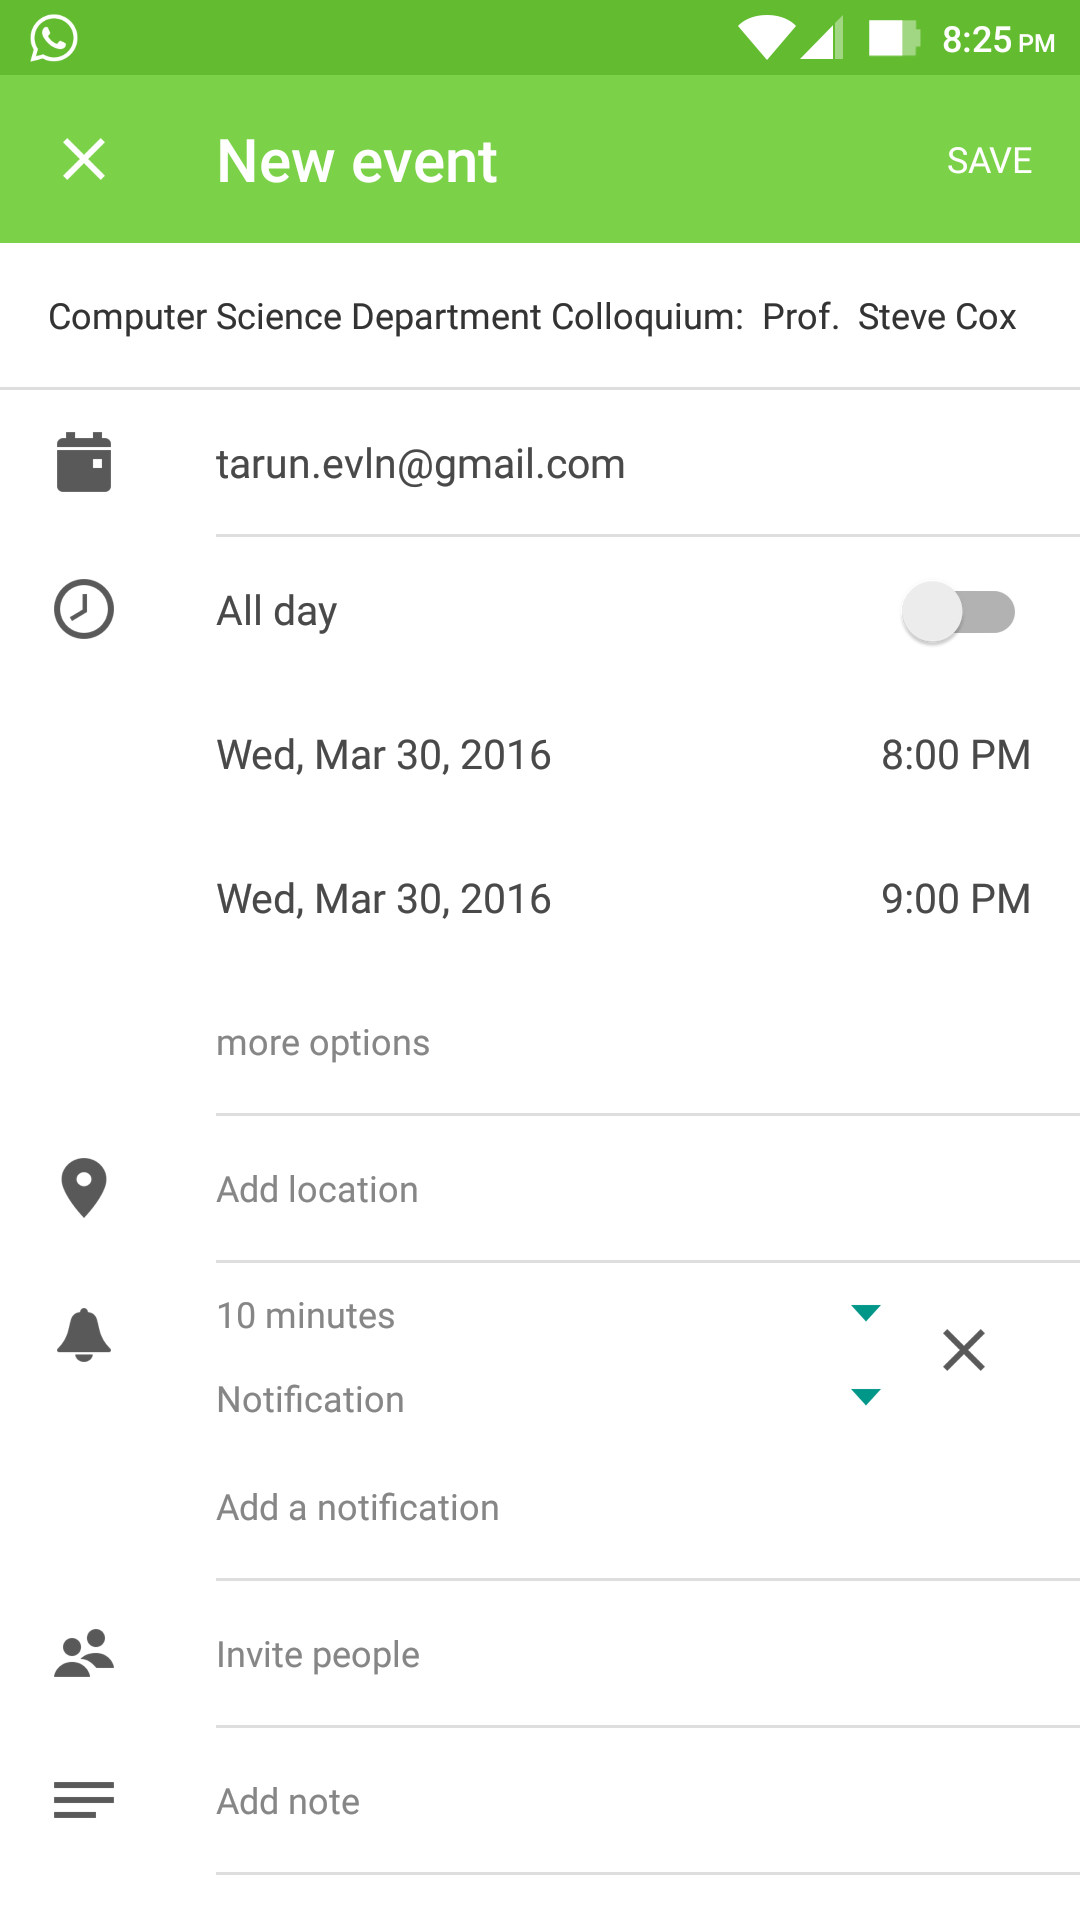 8:25 PM
New event
SAVE
Computer Science Department Colloquium:  Prof.  Steve Cox
tarun.evln@gmail.com
All day
Wed, Mar 30, 2016 8:00 PM
Wed, Mar 30, 2016 9:00 PM
more options
Add location
10 minutes
Notification
Add a notification
Invite people
Add note